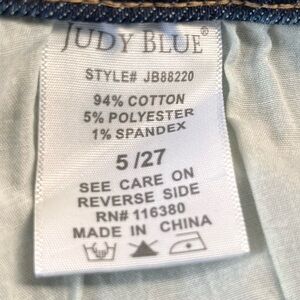 JUDY BLUE®
STYLE# JB88220
94% COTTON
5% POLYESTER
1% SPANDEX
5 /27
SEE CARE ON
REVERSE SIDE
RN# 116380
MADE IN CHINA